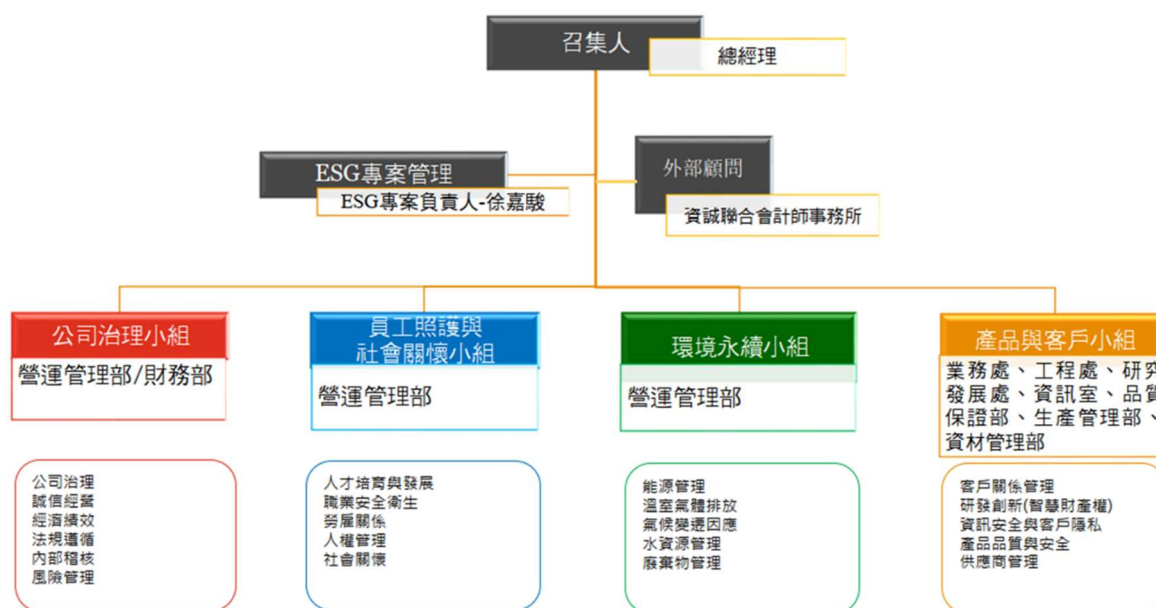 召集人
總經理
ESG專案管理
ESG專案負責人-徐嘉駿
外部顧問
資誠聯合會計師事務所
公司治理小組
營運管理部/財務部
公司治理
誠信經營
經濟績效
法規遵循
內部稽核
風險管理
員工照護與
社會關懷小組
營運管理部
人才培育與發展
職業安全衛生
勞雇關係
人權管理
社會關懷
環境永續小組
營運管理部
能源管理
溫室氣體排放
氣候變遷因應
水資源管理
廢棄物管理
產品與客戶小組
業務處、工程處、研究
發展處、資訊室、品質
保證部、生產管理部、
資材管理部
客戶關係管理
研發創新(智慧財產權)
資訊安全與客戶隱私
產品品質與安全
供應商管理